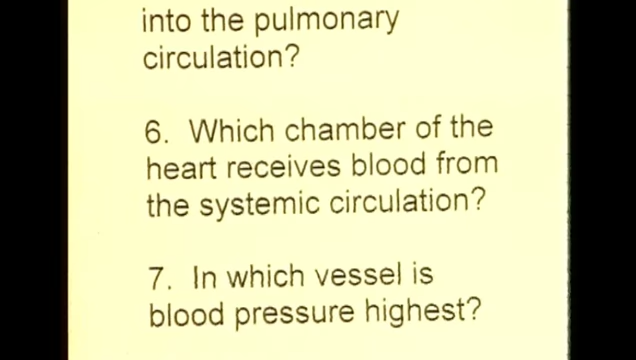 into the pulmonary
circulation?
6. Which chamber of the
heart receives blood from
the systemic circulation?
7. In which vessel is
blood pressure highest?